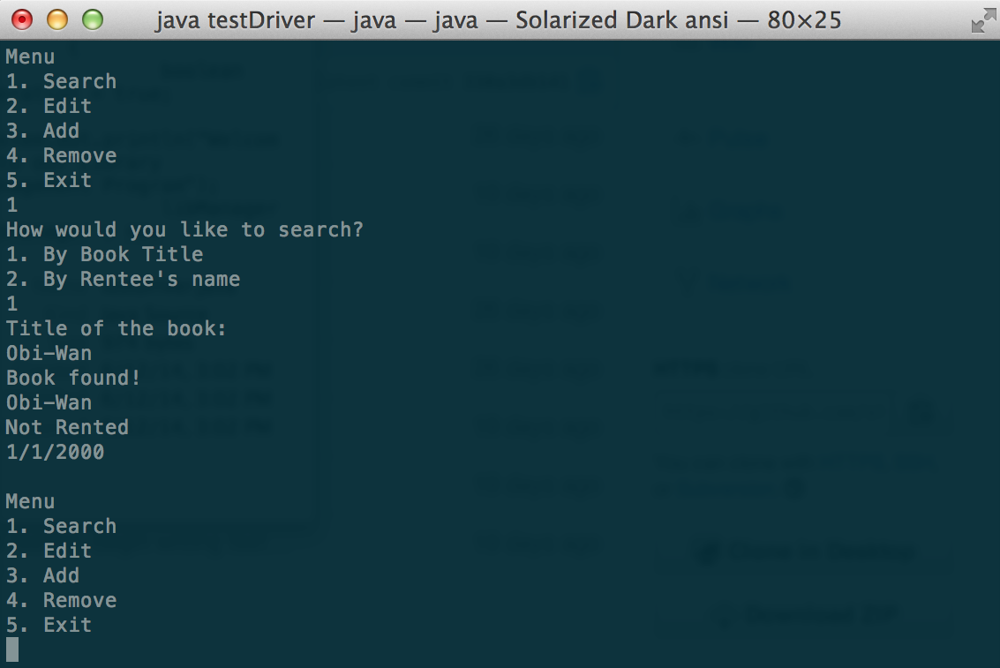 java testDriver — java — java — Solarized Dark ansi — 80×25
Menu
1. Search
2. Edit
3. Add
4. Remove
5. Exit
1
How would you like to search?
1. By Book Title
2. By Rentee's name
1
Title of the book:
Obi-Wan
Book found!
Obi-Wan
Not Rented
1/1/2000
Menu
1. Search
2. Edit
3. Add
4. Remove
5. Exit